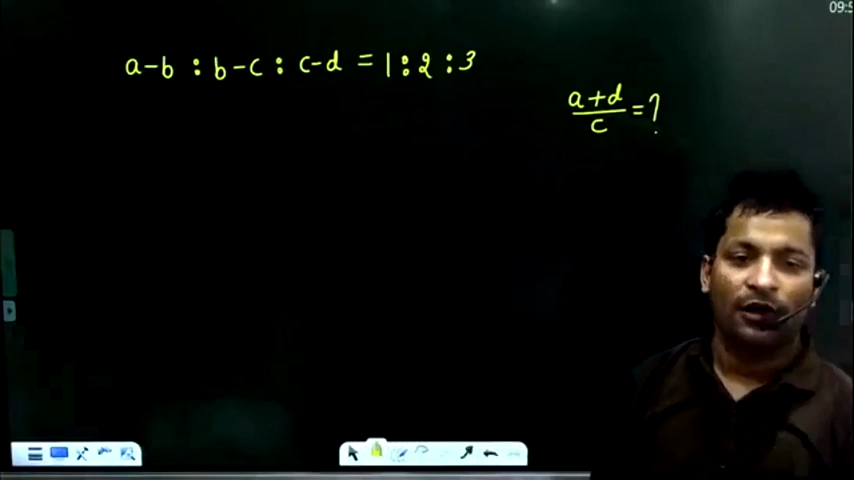 a-b : b-c : c-d = 1:2:3
a+d/c = ?